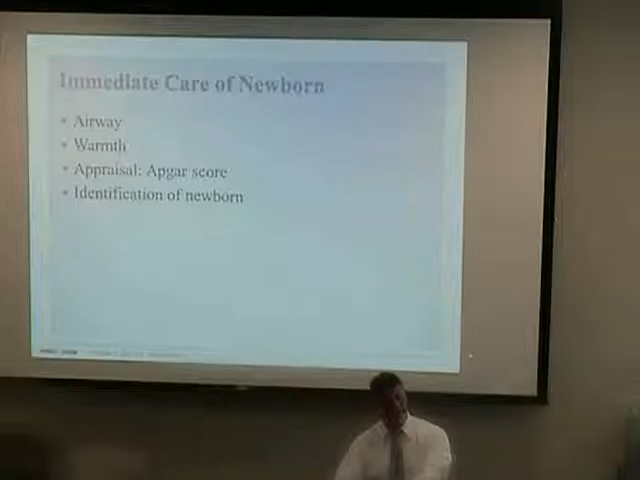 Immediate Care of Newborn
• Airway
• Warmth
• Appraisal: Apgar score
• Identification of newborn